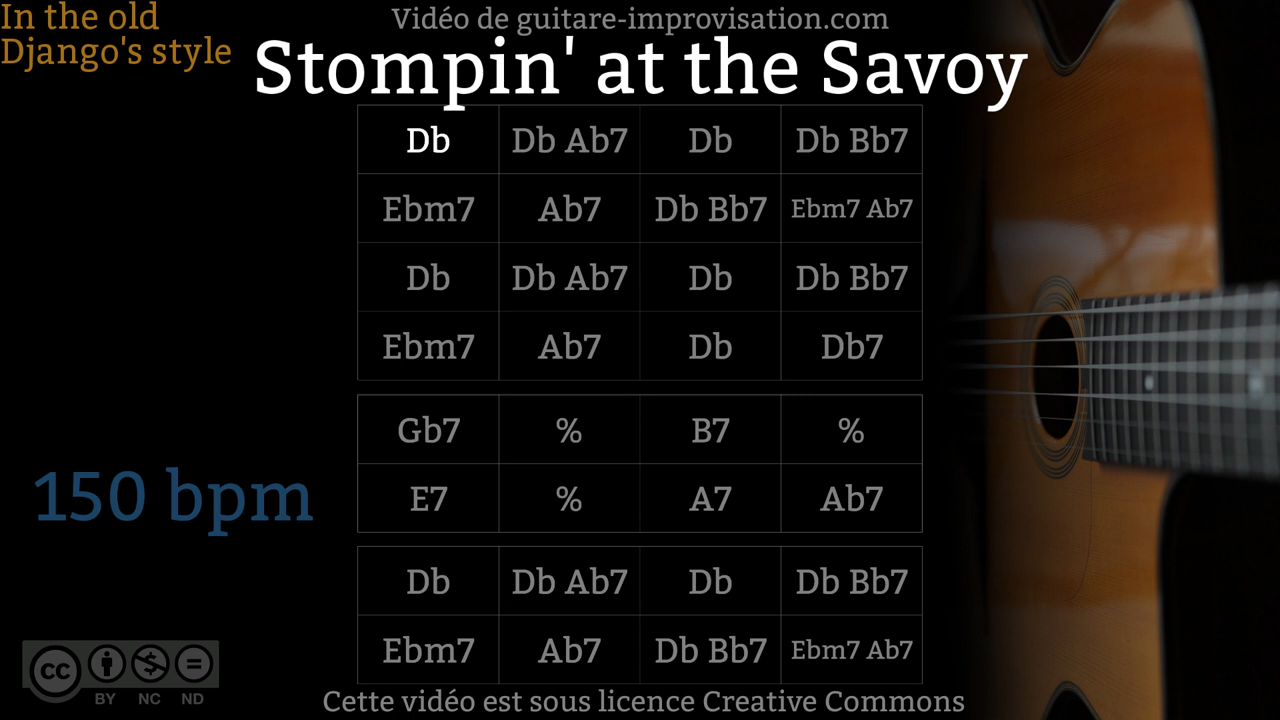 In the old
Django's style
Vidéo de guitare-improvisation.com
Stompin' at the Savoy
Db Db Ab7 Db Db Bb7
Ebm7 Ab7 Db Bb7 Ebm7 Ab7
Db Db Ab7 Db Db Bb7
Ebm7 Ab7 Db Db7
Gb7 % B7 %
E7 % A7 Ab7
Db Db Ab7 Db Db Bb7
Ebm7 Ab7 Db Bb7 Ebm7 Ab7
150 bpm
cc
BY NC ND
Cette vidéo est sous licence Creative Commons